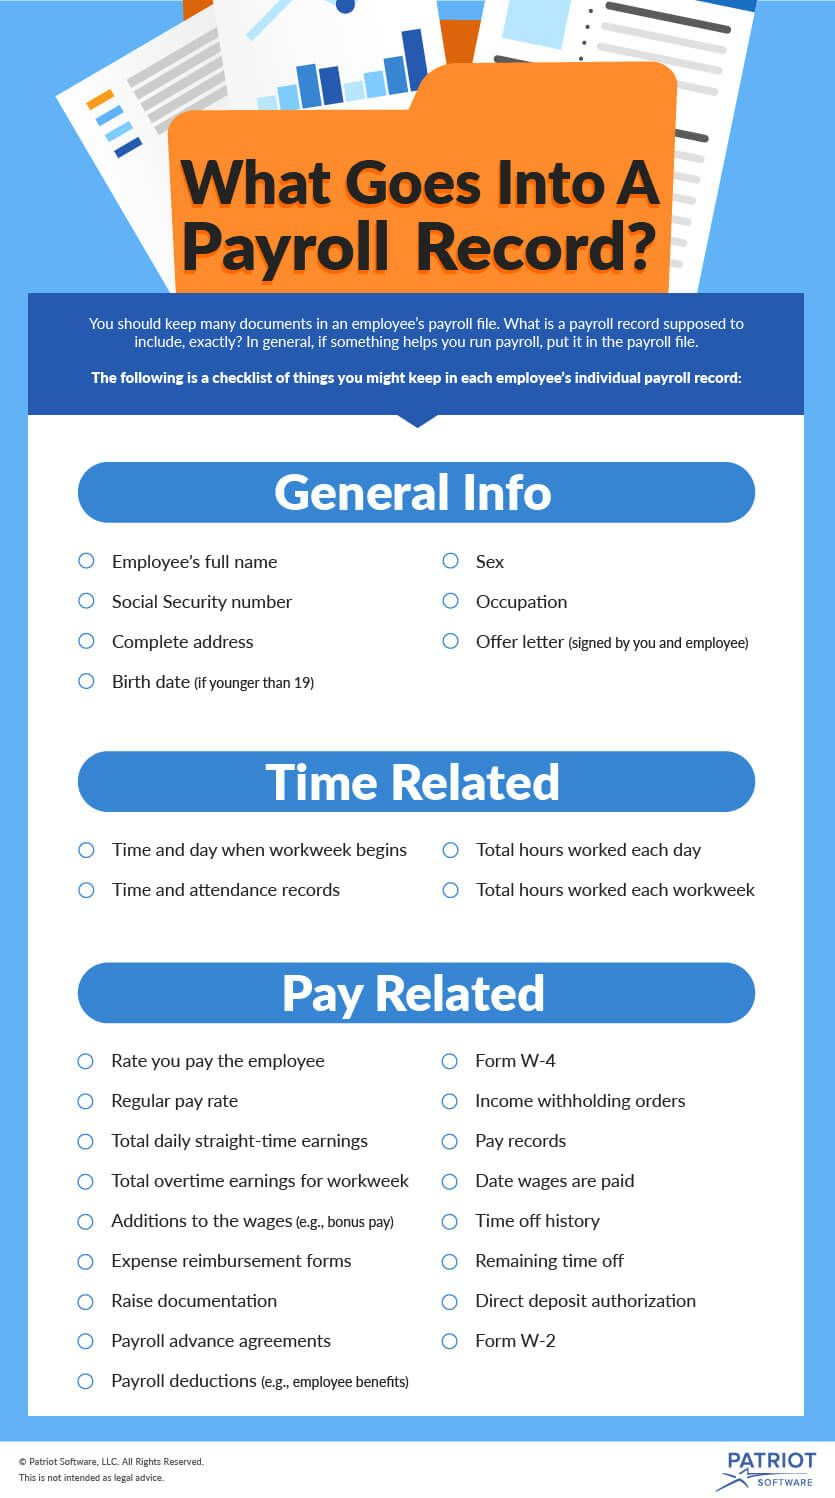 What Goes Into A
Payroll Record?
You should keep many documents in an employee's payroll file. What is a payroll record supposed to
include, exactly? In general, if something helps you run payroll, put it in the payroll file.
The following is a checklist of things you might keep in each employee's individual payroll record:
General Info
Employee's full name
Social Security number
Complete address
Birth date (if younger than 19)
Sex
Occupation
Offer letter (signed by you and employee)
Time Related
Time and day when workweek begins
Time and attendance records
Total hours worked each day
Total hours worked each workweek
Pay Related
Rate you pay the employee
Regular pay rate
Total daily straight-time earnings
Total overtime earnings for workweek
Additions to the wages (e.g., bonus pay)
Expense reimbursement forms
Raise documentation
Payroll advance agreements
Payroll deductions (e.g., employee benefits)
Form W-4
Income withholding orders
Pay records
Date wages are paid
Time off history
Remaining time off
Direct deposit authorization
Form W-2
© Patriot Software, LLC. All Rights Reserved.
This is not intended as legal advice.
PATRIOT
SOFTWARE